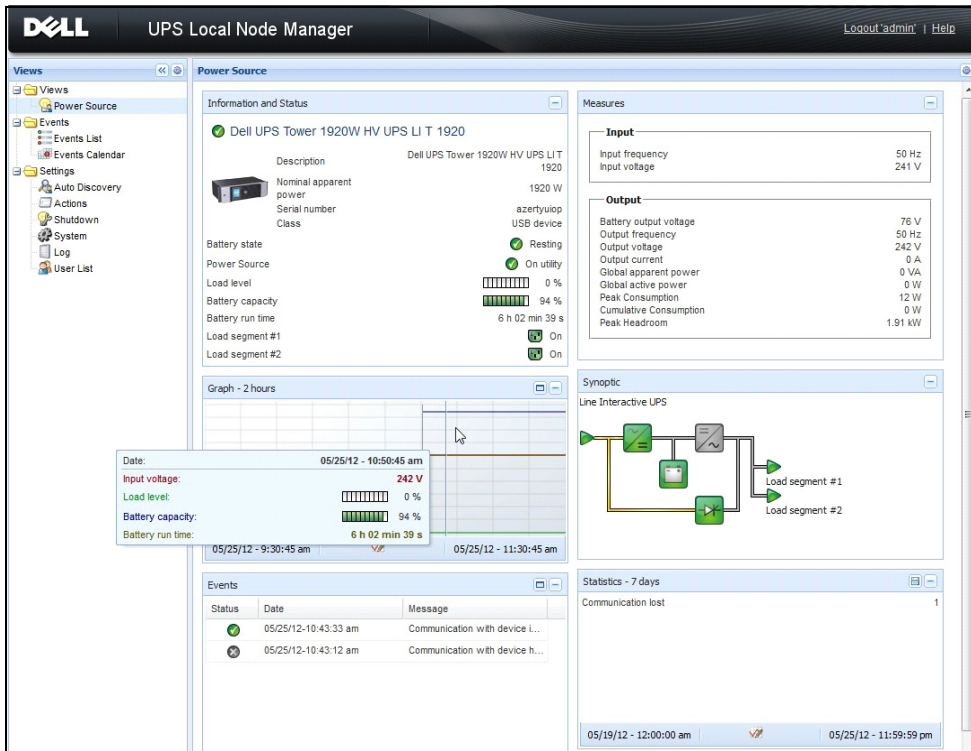 DELL
UPS Local Node Manager
Logout 'admin' | Help
Views
Views
Power Source
Events
Events List
Events Calendar
Settings
Auto Discovery
Actions
Shutdown
System
Log
User List
Power Source
Information and Status
Dell UPS Tower 1920W HV UPS LI T 1920
Description Dell UPS Tower 1920W HV UPS LI T
1920
Nominal apparent
power 1920 W
Serial number azertyuiop
Class USB device
Battery state Resting
Power Source On utility
Load level 0 %
Battery capacity 94 %
Battery run time 6 h 02 min 39 s
Load segment #1 On
Load segment #2 On
Measures
Input
Input frequency 50 Hz
Input voltage 241 V
Output
Battery output voltage 76 V
Output frequency 50 Hz
Output voltage 242 V
Output current 0 A
Global apparent power 0 VA
Global active power 0 W
Peak Consumption 12 W
Cumulative Consumption 0 W
Peak Headroom 1.91 kW
Graph - 2 hours
Date: 05/25/12 - 10:50:45 am
Input voltage: 242 V
Load level: 0 %
Battery capacity: 94 %
Battery run time: 6 h 02 min 39 s
05/25/12 - 9:30:45 am 05/25/12 - 11:30:45 am
Synoptic
Line Interactive UPS
Load segment #1
Load segment #2
Events
Status Date Message
05/25/12-10:43:33 am Communication with device i...
05/25/12-10:43:12 am Communication with device h...
Statistics - 7 days
Communication lost 1
05/19/12 - 12:00:00 am 05/25/12 - 11:59:59 pm